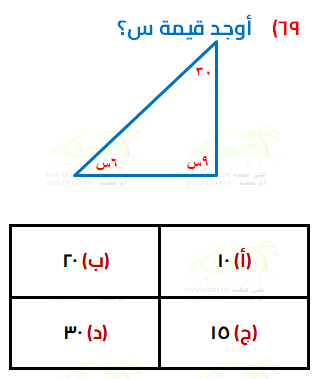 ٦٩) أوجد قيمة س؟
٣٠
٦س
٩س
(أ) ١٠
(ب) ٢٠
(ج) ١٥
(د) ٣٠